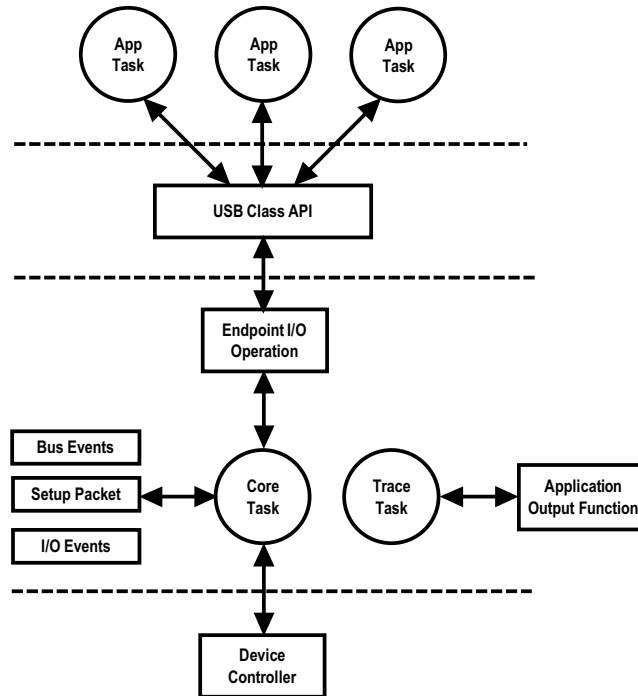 App
Task
App
Task
App
Task
USB Class API
Endpoint I/O
Operation
Bus Events
Setup Packet
I/O Events
Core
Task
Trace
Task
Application
Output Function
Device
Controller